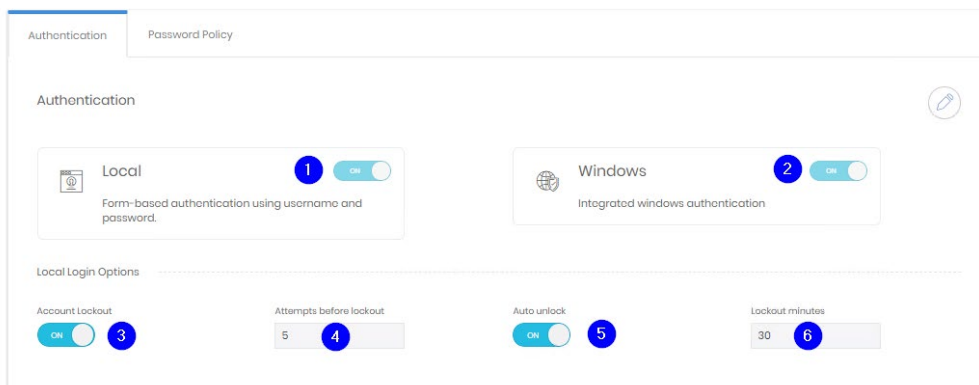 Authentication Password Policy
Authentication
Local 1 ON
Form-based authentication using username and
password.
Windows 2 ON
Integrated windows authentication
Local Login Options
Account Lockout
ON 3
Attempts before lockout
5 4
Auto unlock
ON 5
Lockout minutes
30 6